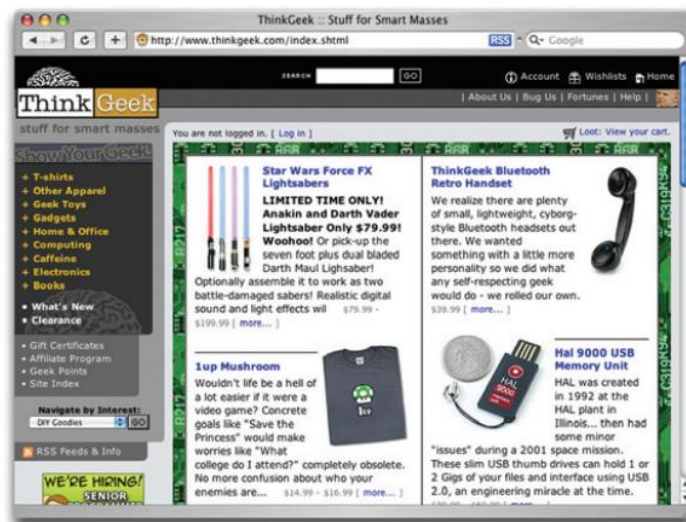 ThinkGeek :: Stuff for Smart Masses
http://www.thinkgeek.com/index.shtml
RSS
Google
SEARCH
GO
Account
Wishlists
Home
| About Us | Bug Us | Fortunes | Help |
Think Geek
stuff for smart masses
You are not logged in. [ Log in ]
Loot: View your cart.
ShowYourGeek!
+ T-shirts
+ Other Apparel
+ Geek Toys
+ Gadgets
+ Home & Office
+ Computing
+ Caffeine
+ Electronics
+ Books
• What's New
• Clearance
• Gift Certificates
• Affiliate Program
• Geek Points
• Site Index
Navigate by Interest:
DIY Goodies
GO
RSS Feeds & Info
WE'RE HIRING!
SENIOR
Star Wars Force FX
Lightsabers
LIMITED TIME ONLY!
Anakin and Darth Vader
Lightsaber Only $79.99!
Woohoo! Or pick-up the
seven foot plus dual bladed
Darth Maul Lighsaber!
Optionally assemble it to work as two
battle-damaged sabers! Realistic digital
sound and light effects wil $79.99 -
$199.99 [ more... ]
ThinkGeek Bluetooth
Retro Handset
We realize there are plenty
of small, lightweight, cyborg-
style Bluetooth headsets out
there. We wanted
something with a little more
personality so we did what
any self-respecting geek
would do - we rolled our own.
$39.99 [ more... ]
1up Mushroom
Wouldn't life be a hell of
a lot easier if it were a
video game? Concrete
goals like "Save the
Princess" would make
worries like "What
college do I attend?" completely obsolete.
No more confusion about who your
enemies are... $14.99 - $16.99 [ more... ]
1UP
HAL
9000
Hal 9000 USB
Memory Unit
HAL was created
in 1992 at the
HAL plant in
Illinois... then had
some minor
"issues" during a 2001 space mission.
These slim USB thumb drives can hold 1 or
2 Gigs of your files and interface using USB
2.0, an engineering miracle at the time.
R217
C319K94